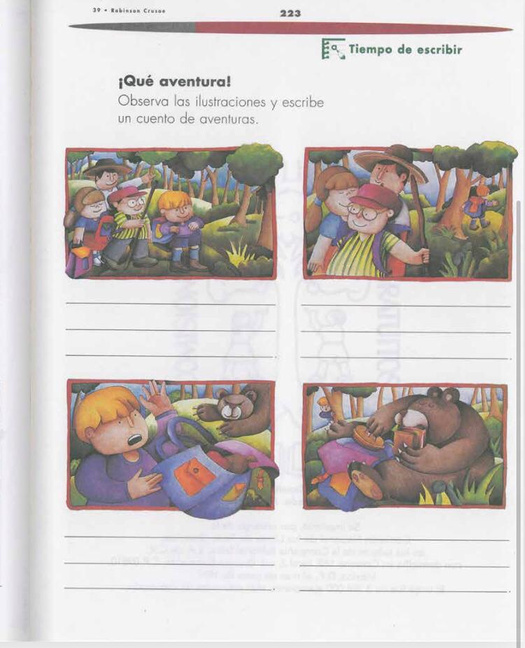 39 • Robinson Crusoe
223
Tiempo de escribir
¡Qué aventura!
Observa las ilustraciones y escribe
un cuento de aventuras.